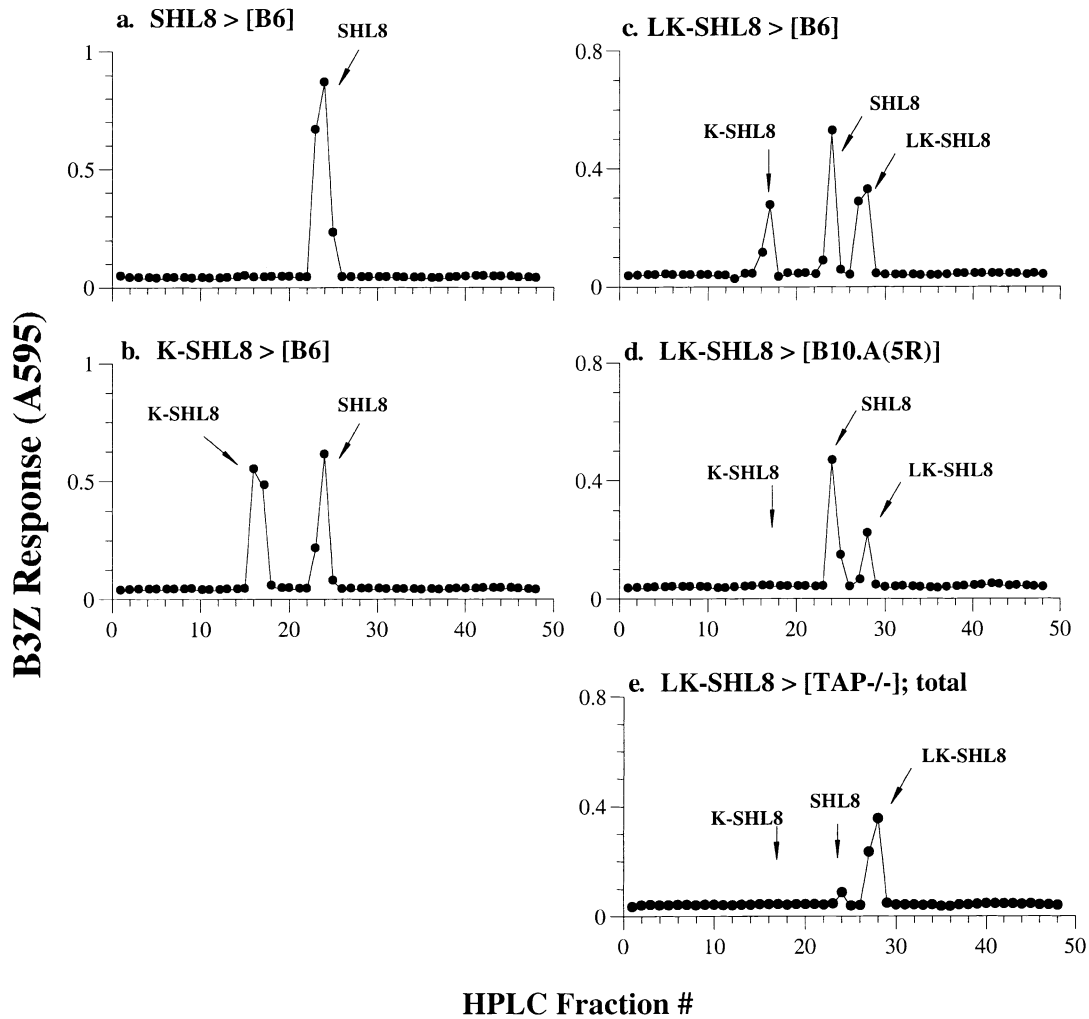 B3Z Response (A595)
a. SHL8 > [B6]
SHL8
1
0.5
0
b. K-SHL8 > [B6]
K-SHL8
SHL8
1
0.5
0
0 10 20 30 40 50
c. LK-SHL8 > [B6]
K-SHL8
SHL8
LK-SHL8
0.8
0.4
0
d. LK-SHL8 > [B10.A(5R)]
K-SHL8
SHL8
LK-SHL8
0.8
0.4
0
0 10 20 30 40 50
e. LK-SHL8 > [TAP-/-]; total
K-SHL8
SHL8
LK-SHL8
0.8
0.4
0
0 10 20 30 40 50
HPLC Fraction #